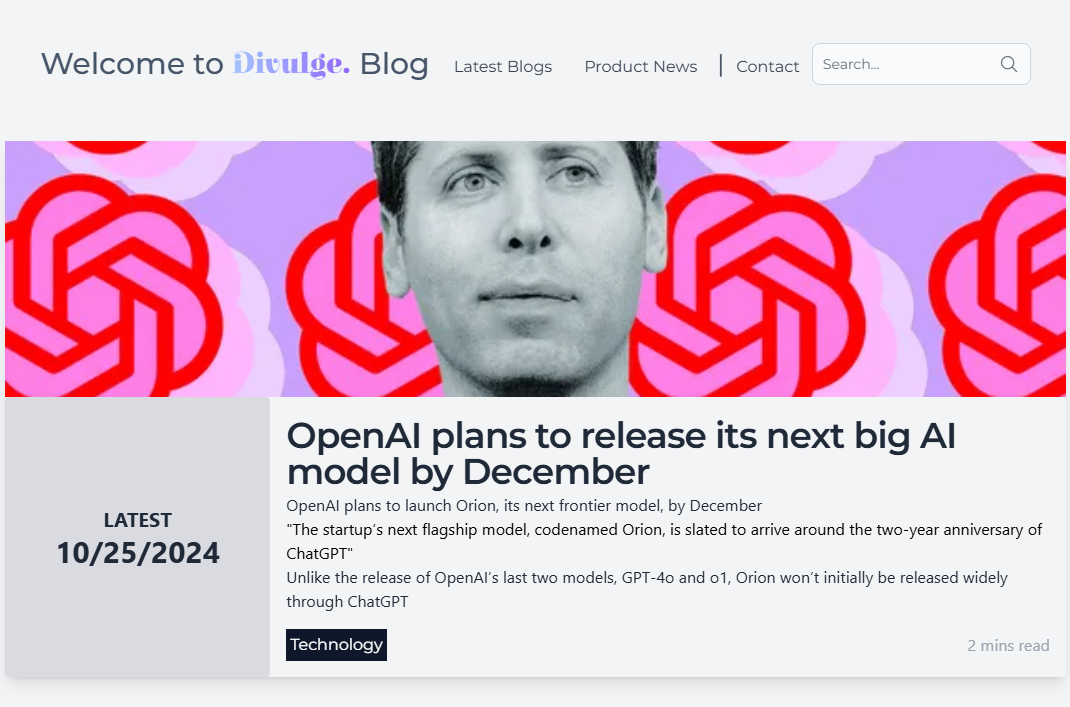 Welcome to Divulge. Blog
Latest Blogs
Product News
|
Contact
Search...
LATEST
10/25/2024
OpenAI plans to release its next big AI
model by December
OpenAI plans to launch Orion, its next frontier model, by December
"The startup's next flagship model, codenamed Orion, is slated to arrive around the two-year anniversary of
ChatGPT"
Unlike the release of OpenAI's last two models, GPT-4o and o1, Orion won't initially be released widely
through ChatGPT
Technology
2 mins read